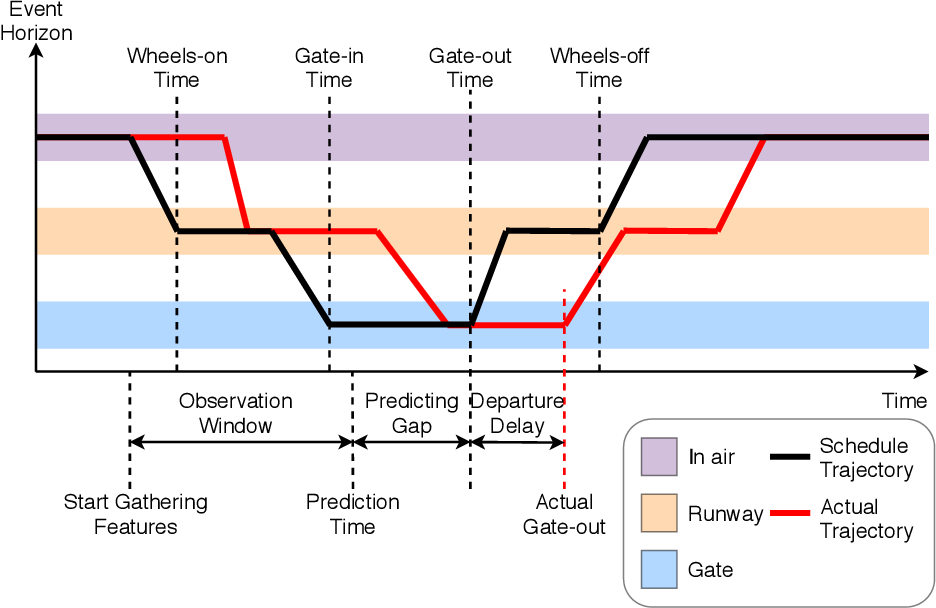 Event
Horizon
Wheels-on
Time
Gate-in
Time
Gate-out
Time
Wheels-off
Time
Time
Observation
Window
Predicting
Gap
Departure
Delay
Start Gathering
Features
Prediction
Time
Actual
Gate-out
In air
Runway
Gate
Schedule
Trajectory
Actual
Trajectory